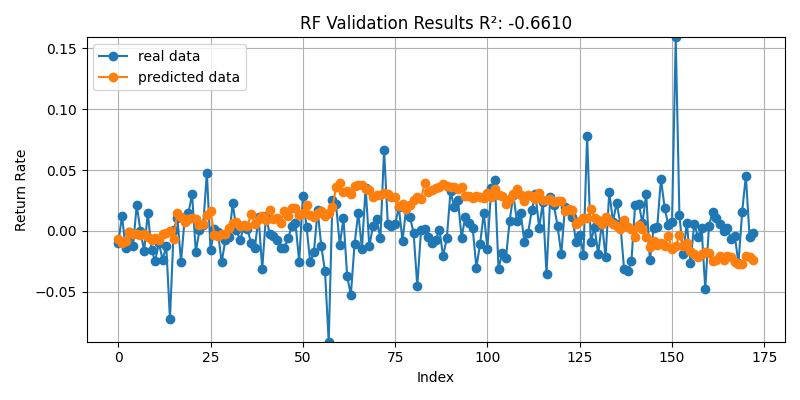 RF Validation Results R²: -0.6610
real data
predicted data
Return Rate
0.15
0.10
0.05
0.00
−0.05
0
25
50
75
100
125
150
175
Index